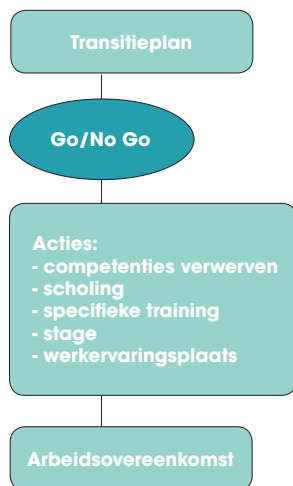 Transitieplan
Go/No Go
Acties:
- competenties verwerven
- scholing
- specifieke training
- stage
- werkervaringsplaats
Arbeidsovereenkomst